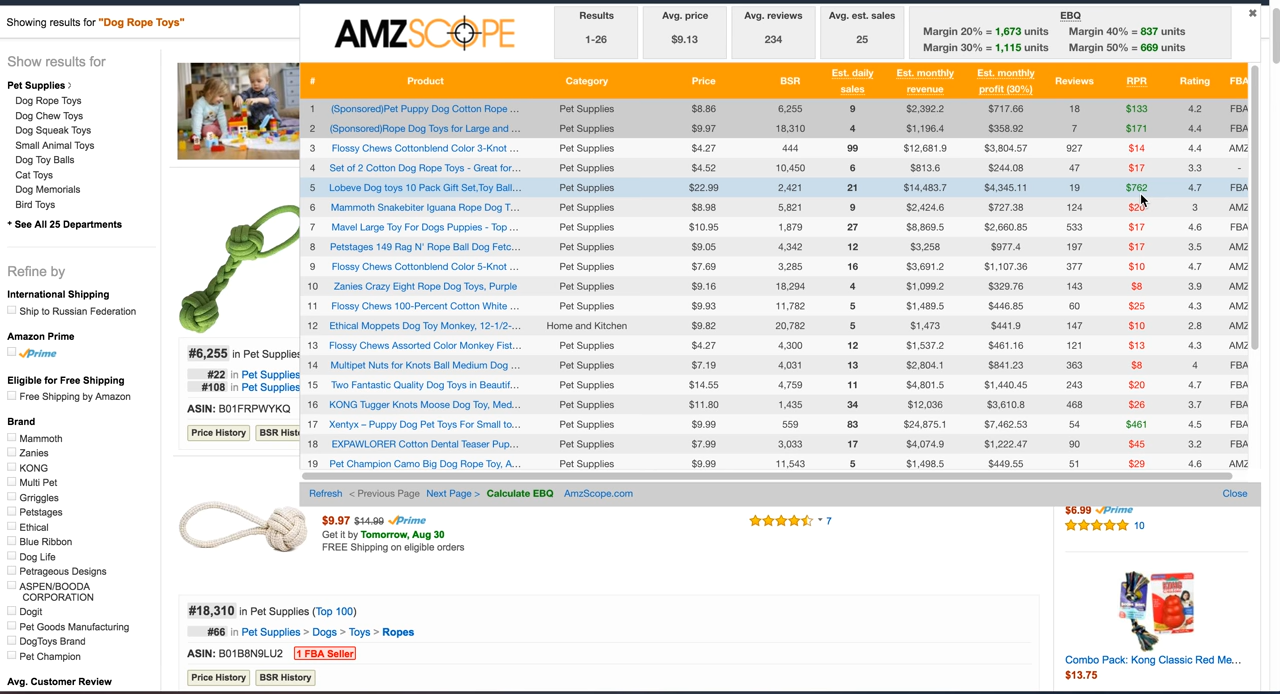 Showing results for "Dog Rope Toys"
Show results for
Pet Supplies ›
Dog Rope Toys
Dog Chew Toys
Dog Squeak Toys
Small Animal Toys
Dog Toy Balls
Cat Toys
Dog Memorials
Bird Toys
+ See All 25 Departments
Refine by
International Shipping
Ship to Russian Federation
Amazon Prime
Prime
Eligible for Free Shipping
Free Shipping by Amazon
Brand
Mammoth
Zanies
KONG
Multi Pet
Grriggles
Petstages
Ethical
Blue Ribbon
Dog Life
Petrageous Designs
ASPEN/BOODA
CORPORATION
Dogit
Pet Goods Manufacturing
DogToys Brand
Pet Champion
Avg. Customer Review
AMZSCOPE
Results
1-26
Avg. price
$9.13
Avg. reviews
234
Avg. est. sales
25
EBQ
Margin 20% = 1,673 units Margin 40% = 837 units
Margin 30% = 1,115 units Margin 50% = 669 units
# Product Category Price BSR Est. daily sales Est. monthly revenue Est. monthly profit (30%) Reviews RPR Rating FBA
1 (Sponsored)Pet Puppy Dog Cotton Rope ... Pet Supplies $8.86 6,255 9 $2,392.2 $717.66 18 $133 4.2 FBA
2 (Sponsored)Rope Dog Toys for Large and ... Pet Supplies $9.97 18,310 4 $1,196.4 $358.92 7 $171 4.4 FBA
3 Flossy Chews Cottonblend Color 3-Knot ... Pet Supplies $4.27 444 99 $12,681.9 $3,804.57 927 $14 4.4 AMZ
4 Set of 2 Cotton Dog Rope Toys - Great for... Pet Supplies $4.52 10,450 6 $813.6 $244.08 47 $17 3.3 -
5 Lobeve Dog toys 10 Pack Gift Set,Toy Ball... Pet Supplies $22.99 2,421 21 $14,483.7 $4,345.11 19 $762 4.7 FBA
6 Mammoth Snakebiter Iguana Rope Dog T... Pet Supplies $8.98 5,821 9 $2,424.6 $727.38 124 $20 3 AMZ
7 Mavel Large Toy For Dogs Puppies - Top ... Pet Supplies $10.95 1,879 27 $8,869.5 $2,660.85 533 $17 4.6 FBA
8 Petstages 149 Rag N' Rope Ball Dog Fetc... Pet Supplies $9.05 4,342 12 $3,258 $977.4 197 $17 3.5 AMZ
9 Flossy Chews Cottonblend Color 5-Knot ... Pet Supplies $7.69 3,285 16 $3,691.2 $1,107.36 377 $10 4.7 AMZ
10 Zanies Crazy Eight Rope Dog Toys, Purple Pet Supplies $9.16 18,294 4 $1,099.2 $329.76 143 $8 3.9 AMZ
11 Flossy Chews 100-Percent Cotton White ... Pet Supplies $9.93 11,782 5 $1,489.5 $446.85 60 $25 4.3 AMZ
12 Ethical Moppets Dog Toy Monkey, 12-1/2-... Home and Kitchen $9.82 20,782 5 $1,473 $441.9 147 $10 2.8 AMZ
13 Flossy Chews Assorted Color Monkey Fist... Pet Supplies $4.27 4,300 12 $1,537.2 $461.16 121 $13 4.3 AMZ
14 Multipet Nuts for Knots Ball Medium Dog ... Pet Supplies $7.19 4,031 13 $2,804.1 $841.23 363 $8 4 FBA
15 Two Fantastic Quality Dog Toys in Beautif... Pet Supplies $14.55 4,759 11 $4,801.5 $1,440.45 243 $20 4.7 FBA
16 KONG Tugger Knots Moose Dog Toy, Med... Pet Supplies $11.80 1,435 34 $12,036 $3,610.8 468 $26 3.7 FBA
17 Xentyx – Puppy Dog Pet Toys For Small to... Pet Supplies $9.99 559 83 $24,875.1 $7,462.53 54 $461 4.5 FBA
18 EXPAWLORER Cotton Dental Teaser Pup... Pet Supplies $7.99 3,033 17 $4,074.9 $1,222.47 90 $45 3.2 FBA
19 Pet Champion Camo Big Dog Rope Toy, A... Pet Supplies $9.99 11,543 5 $1,498.5 $449.55 51 $29 4.6 AMZ
Refresh < Previous Page Next Page > Calculate EBQ AmzScope.com Close
#6,255 in Pet Supplies
#22 in Pet Supplies
#108 in Pet Supplies
ASIN: B01FRPWYKQ
Price History BSR Histo
$9.97 $14.99 Prime
Get it by Tomorrow, Aug 30
FREE Shipping on eligible orders
7
#18,310 in Pet Supplies (Top 100)
#66 in Pet Supplies > Dogs > Toys > Ropes
ASIN: B01B8N9LU2 1 FBA Seller
Price History BSR History
$6.99 Prime
10
Combo Pack: Kong Classic Red Me...
$13.75